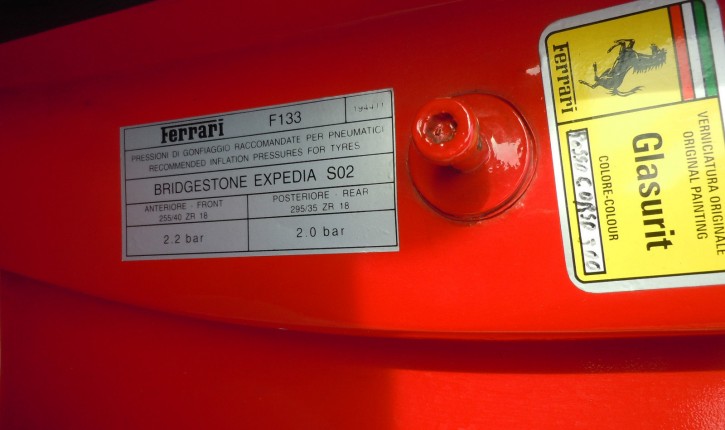 Ferrari F133
PRESSIONI DI GONFIAGGIO RACCOMANDATE PER PNEUMATICI
RECOMMENDED INFLATION PRESSURES FOR TYRES
BRIDGESTONE EXPEDIA S02
ANTERIORE - FRONT
255/40 ZR 18
POSTERIORE - REAR
295/35 ZR 18
2.2 bar
2.0 bar
Ferrari
VERNICIATURA ORIGINALE
ORIGINAL PAINTING
Glasurit
COLORE-COLOUR